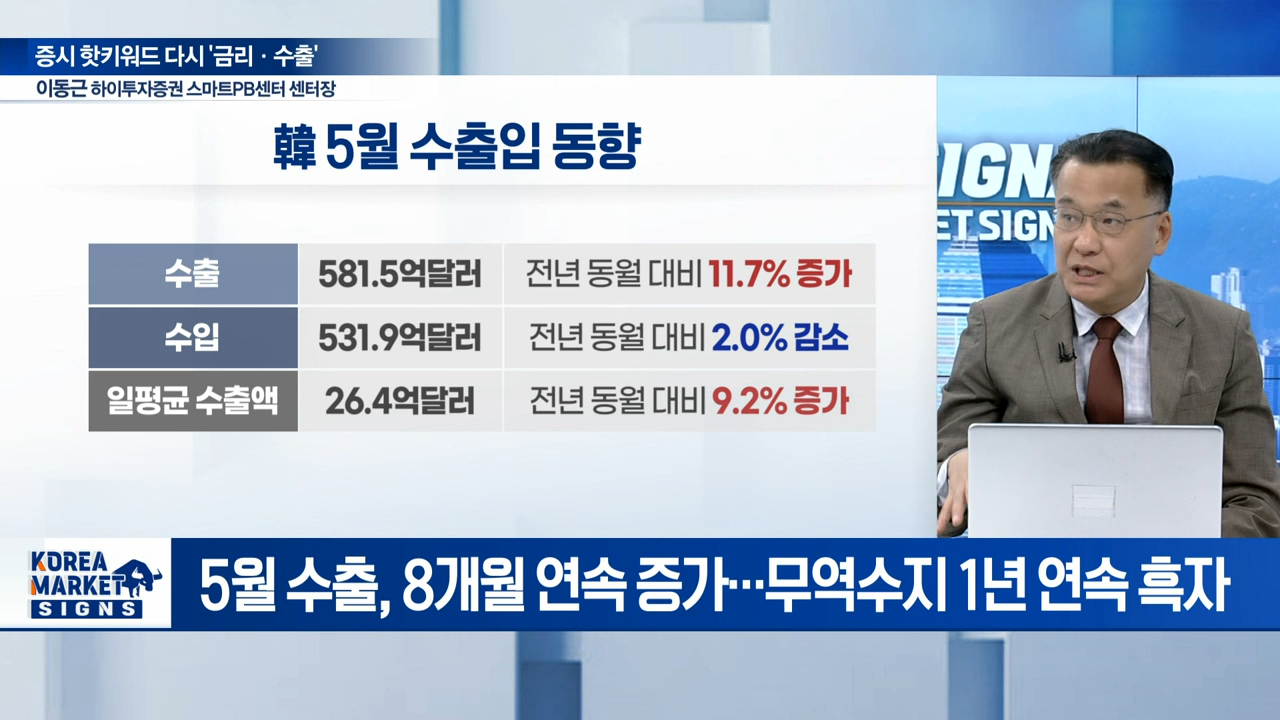 증시 핫키워드 다시 '금리·수출'
이동근 하이투자증권 스마트PB센터 센터장
韓 5월 수출입 동향
수출 581.5억달러 전년 동월 대비 11.7% 증가
수입 531.9억달러 전년 동월 대비 2.0% 감소
일평균 수출액 26.4억달러 전년 동월 대비 9.2% 증가
SIGN
ET SIGN
KOREA
MARKET
SIGNS
5월 수출, 8개월 연속 증가…무역수지 1년 연속 흑자